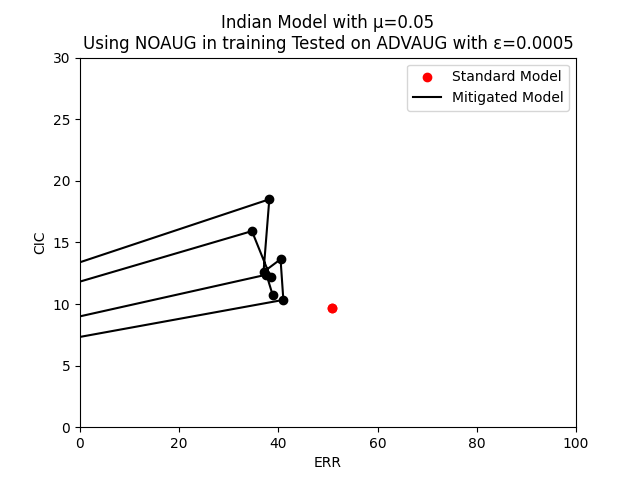 Indian Model with μ=0.05
Using NOAUG in training Tested on ADVAUG with ε=0.0005
Standard Model
Mitigated Model
30
25
20
15
10
5
0
CIC
0 20 40 60 80 100
ERR